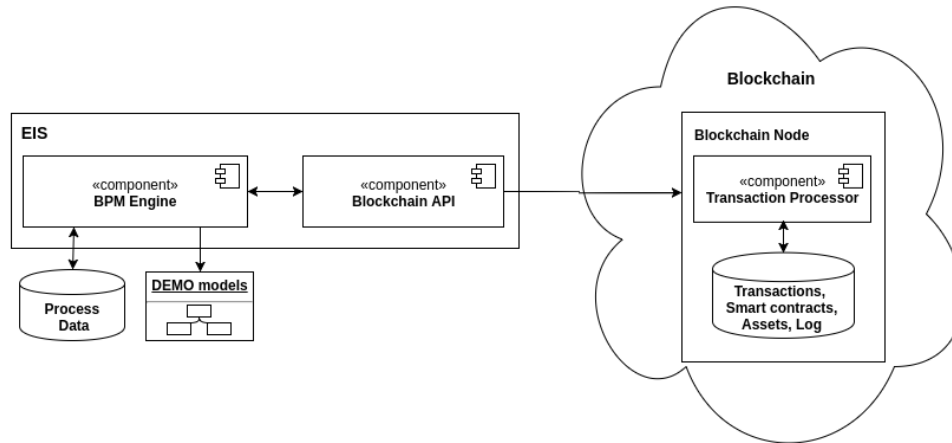 Blockchain
EIS
Blockchain Node
«component»
BPM Engine
«component»
Blockchain API
«component»
Transaction Processor
Process
Data
DEMO models
Transactions,
Smart contracts,
Assets, Log